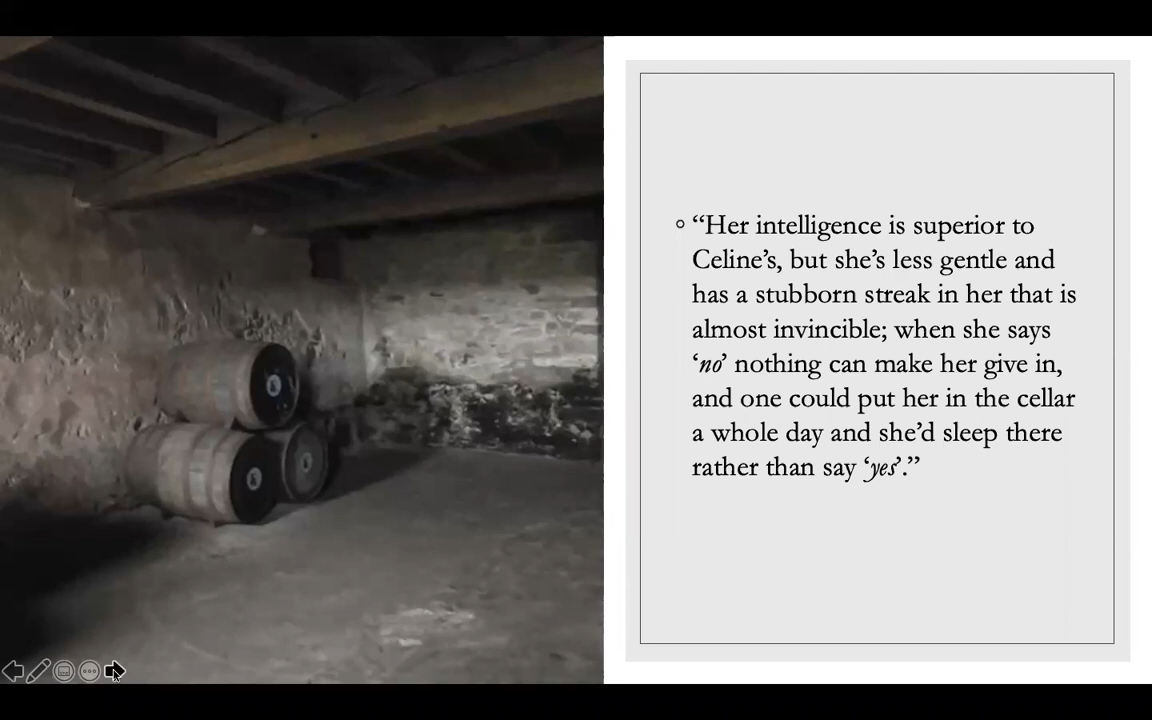 “Her intelligence is superior to
Celine’s, but she’s less gentle and
has a stubborn streak in her that is
almost invincible; when she says
‘no’ nothing can make her give in,
and one could put her in the cellar
a whole day and she’d sleep there
rather than say ‘yes’.”